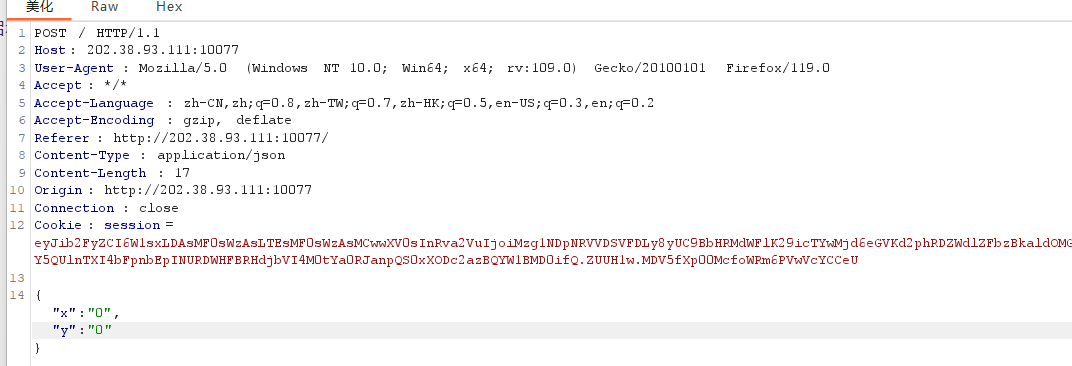 美化 Raw Hex
1 POST / HTTP/1.1
2 Host: 202.38.93.111:10077
3 User-Agent : Mozilla/5.0 (Windows NT 10.0; Win64; x64; rv:109.0) Gecko/20100101 Firefox/119.0
4 Accept : */*
5 Accept-Language : zh-CN,zh;q=0.8,zh-TW;q=0.7,zh-HK;q=0.5,en-US;q=0.3,en;q=0.2
6 Accept-Encoding : gzip, deflate
7 Referer : http://202.38.93.111:10077/
8 Content-Type : application/json
9 Content-Length : 17
10 Origin : http://202.38.93.111:10077
11 Connection : close
12 Cookie : session =
13
14 {
"x":"0",
"y":"0"
}